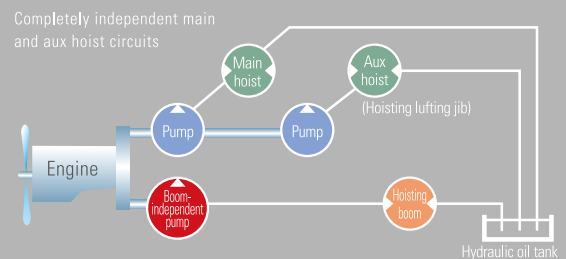 Completely independent main
and aux hoist circuits
Main
hoist
Aux
hoist
(Hoisting lufting jib)
Pump
Pump
Engine
Boom-
independent
pump
Hoisting
boom
Hydraulic oil tank